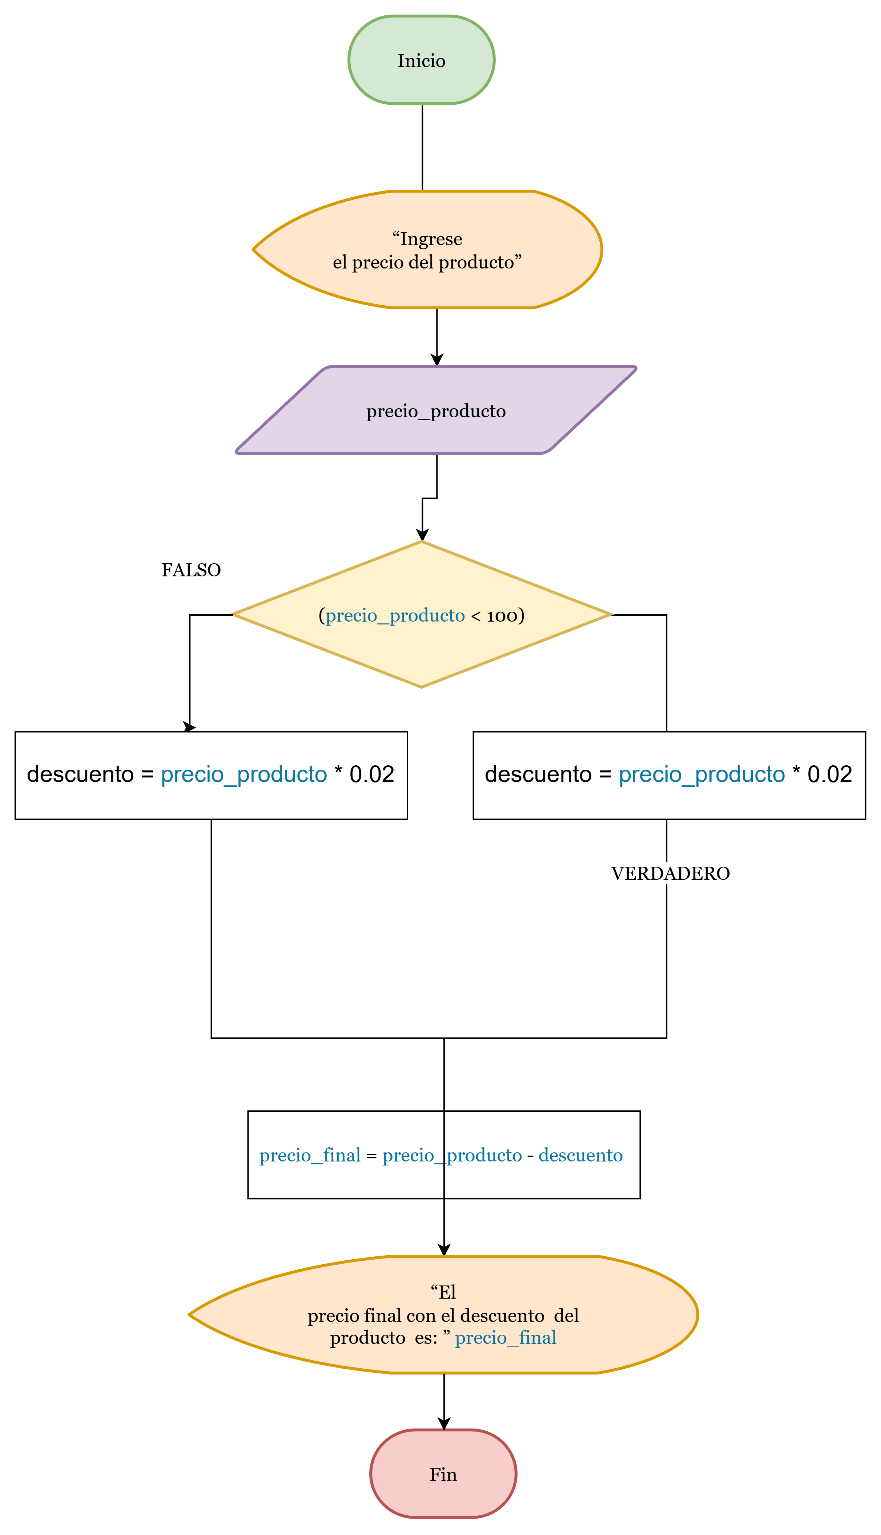 Inicio
“Ingrese
el precio del producto”
precio_producto
FALSO
(precio_producto < 100)
descuento = precio_producto * 0.02
descuento = precio_producto * 0.02
VERDADERO
precio_final = precio_producto - descuento
“El
precio final con el descuento del
producto es: ” precio_final
Fin